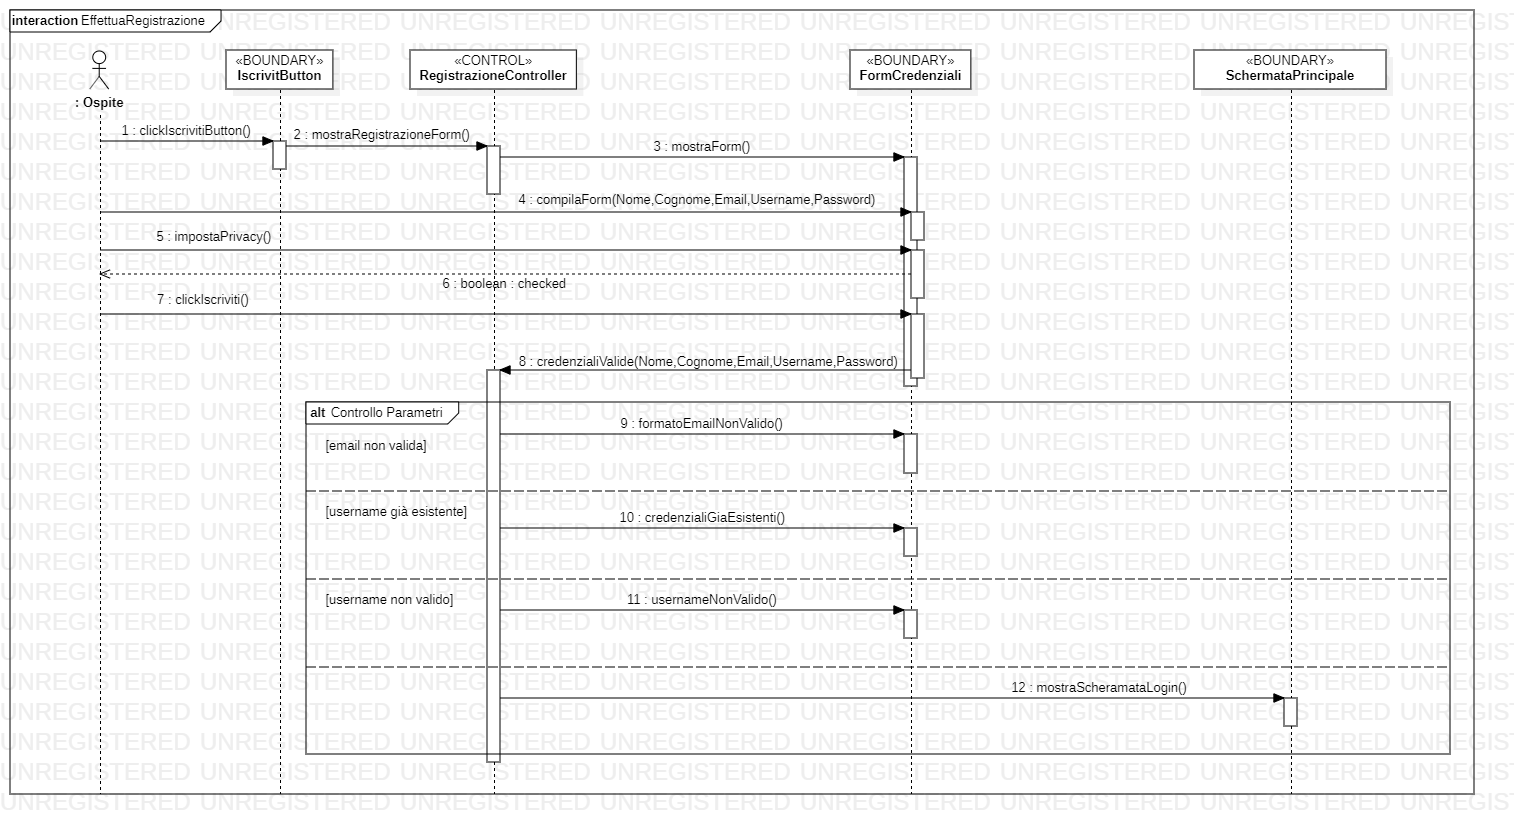 interaction EffettuaRegistrazione
«BOUNDARY»
IscrivitButton
«CONTROL»
RegistrazioneController
«BOUNDARY»
FormCredenziali
«BOUNDARY»
SchermataPrincipale
: Ospite
1 : clickIscrivitiButton()
2 : mostraRegistrazioneForm()
3 : mostraForm()
4 : compilaForm(Nome,Cognome,Email,Username,Password)
5 : impostaPrivacy()
6 : boolean : checked
7 : clickIscriviti()
8 : credenzialiValide(Nome,Cognome,Email,Username,Password)
alt Controllo Parametri
9 : formatoEmailNonValido()
[email non valida]
[username già esistente]
10 : credenzialiGiaEsistenti()
[username non valido]
11 : usernameNonValido()
12 : mostraScheramataLogin()
UNREGISTERED